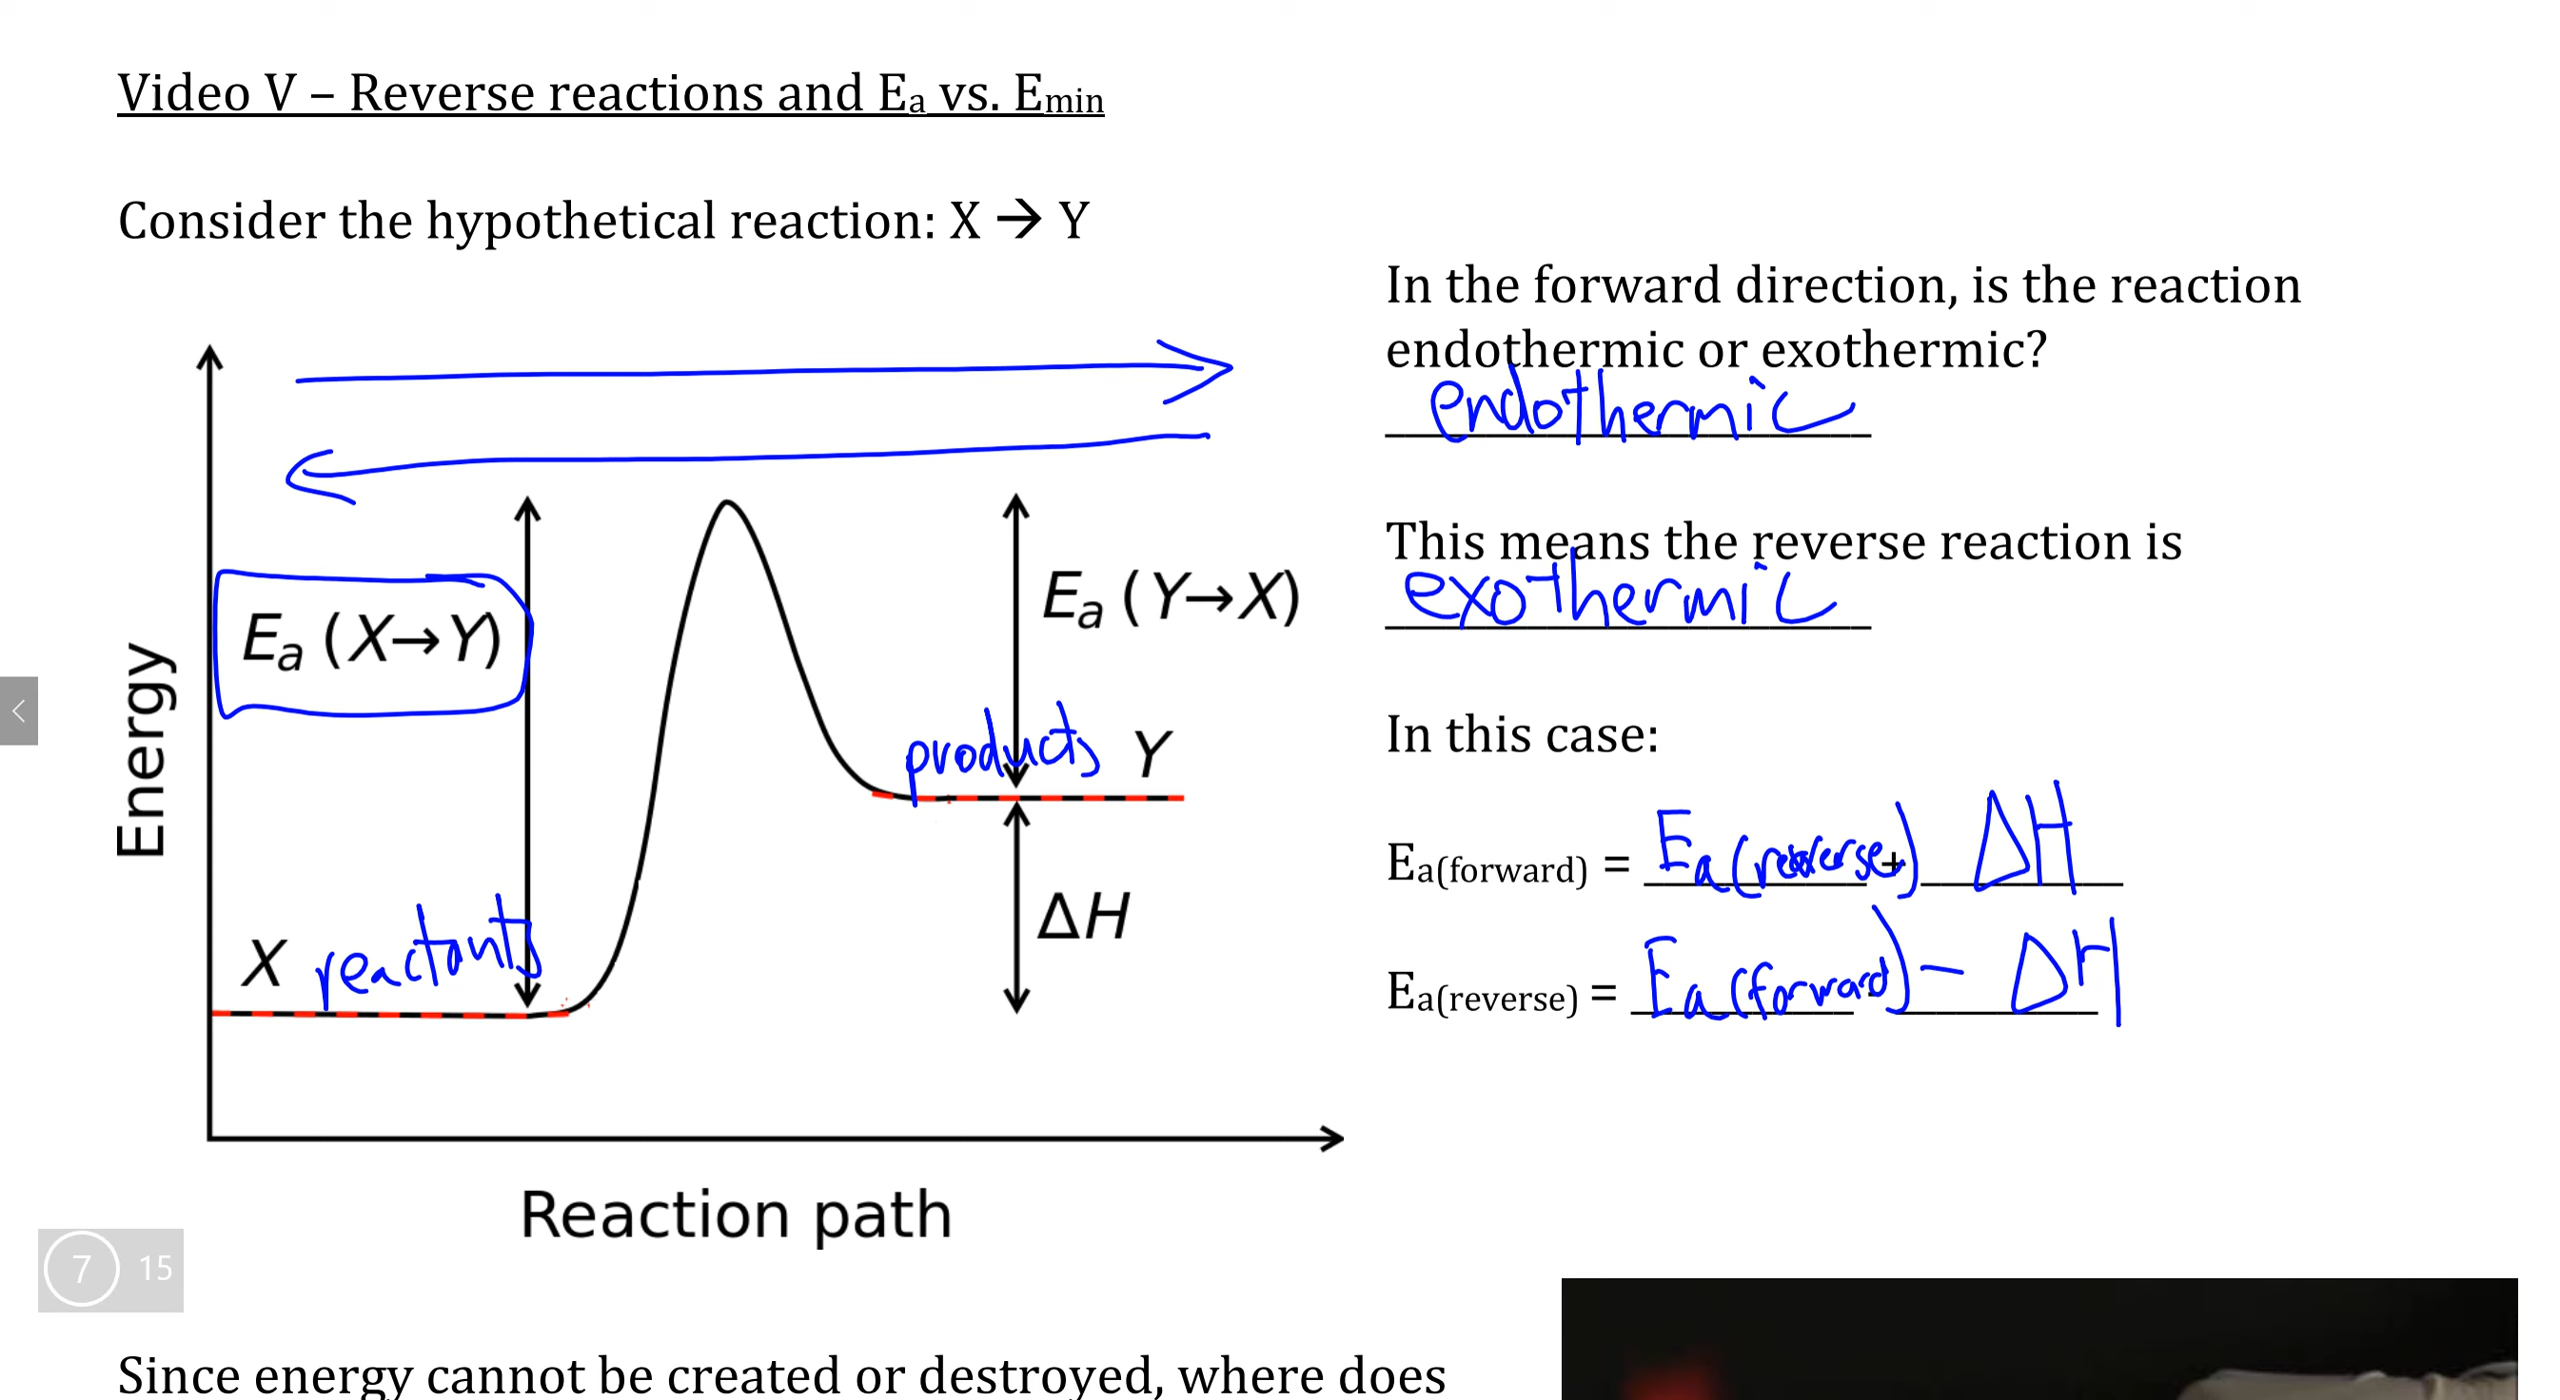 Video V – Reverse reactions and Ea vs. Emin
Consider the hypothetical reaction: X → Y
In the forward direction, is the reaction
endothermic or exothermic?
endothermic
This means the reverse reaction is
exothermic
In this case:
Ea(forward) = Ea(reverse) + ΔH
Ea(reverse) = Ea(forward) - ΔH
Energy
Ea (X→Y)
Ea (Y→X)
products Y
ΔH
X reactants
Reaction path
7 15
Since energy cannot be created or destroyed, where does